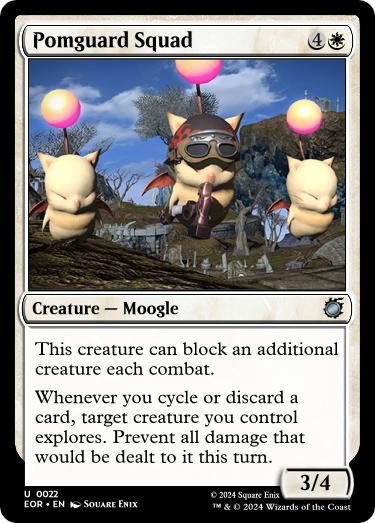 Pomguard Squad 4
Creature — Moogle
This creature can block an additional
creature each combat.
Whenever you cycle or discard a
card, target creature you control
explores. Prevent all damage that
would be dealt to it this turn.
3/4
U 0022
EOR • EN SQUARE ENIX
© 2024 Square Enix
™ & © 2024 Wizards of the Coast